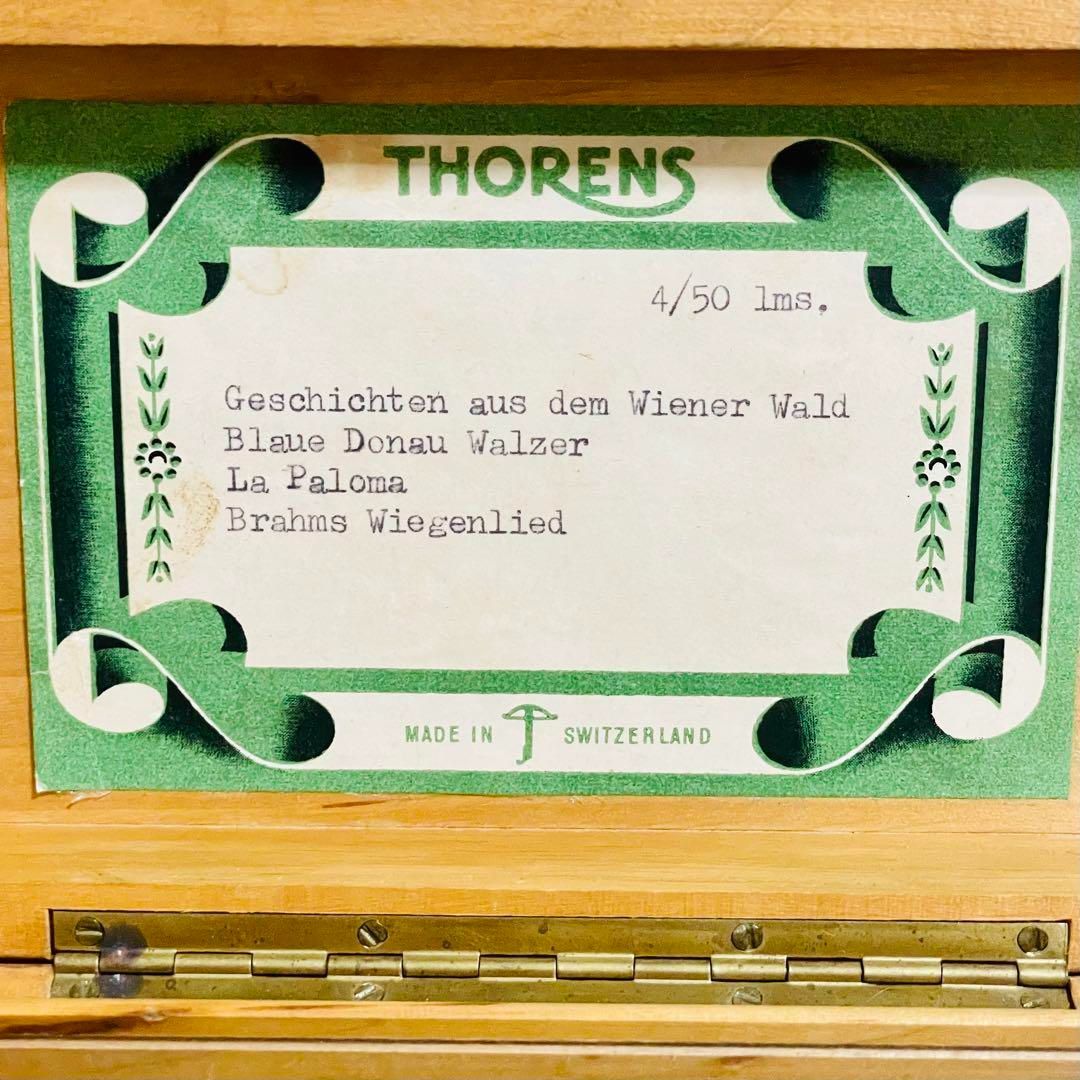 THORENS
4/50 lms.
Geschichten aus dem Wiener Wald
Blaue Donau Walzer
La Paloma
Brahms Wiegenlied
MADE IN SWITZERLAND